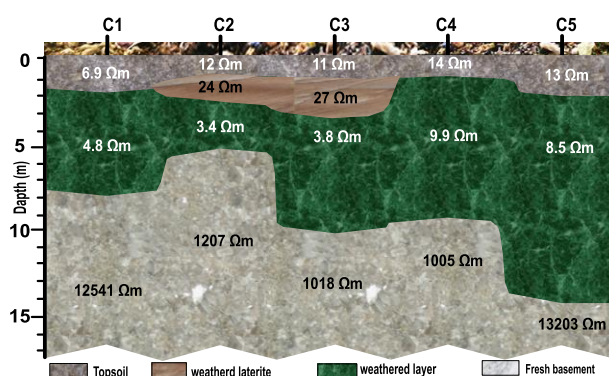 C1 C2 C3 C4 C5
0 6.9 Ωm 12 Ωm 11 Ωm 14 Ωm 13 Ωm
24 Ωm 27 Ωm
5 4.8 Ωm 3.4 Ωm 3.8 Ωm 9.9 Ωm 8.5 Ωm
Dapth (m)
10 12541 Ωm 1207 Ωm 1018 Ωm 1005 Ωm
15 13203 Ωm
Topsoil weatherd laterite weathered layer Fresh basement